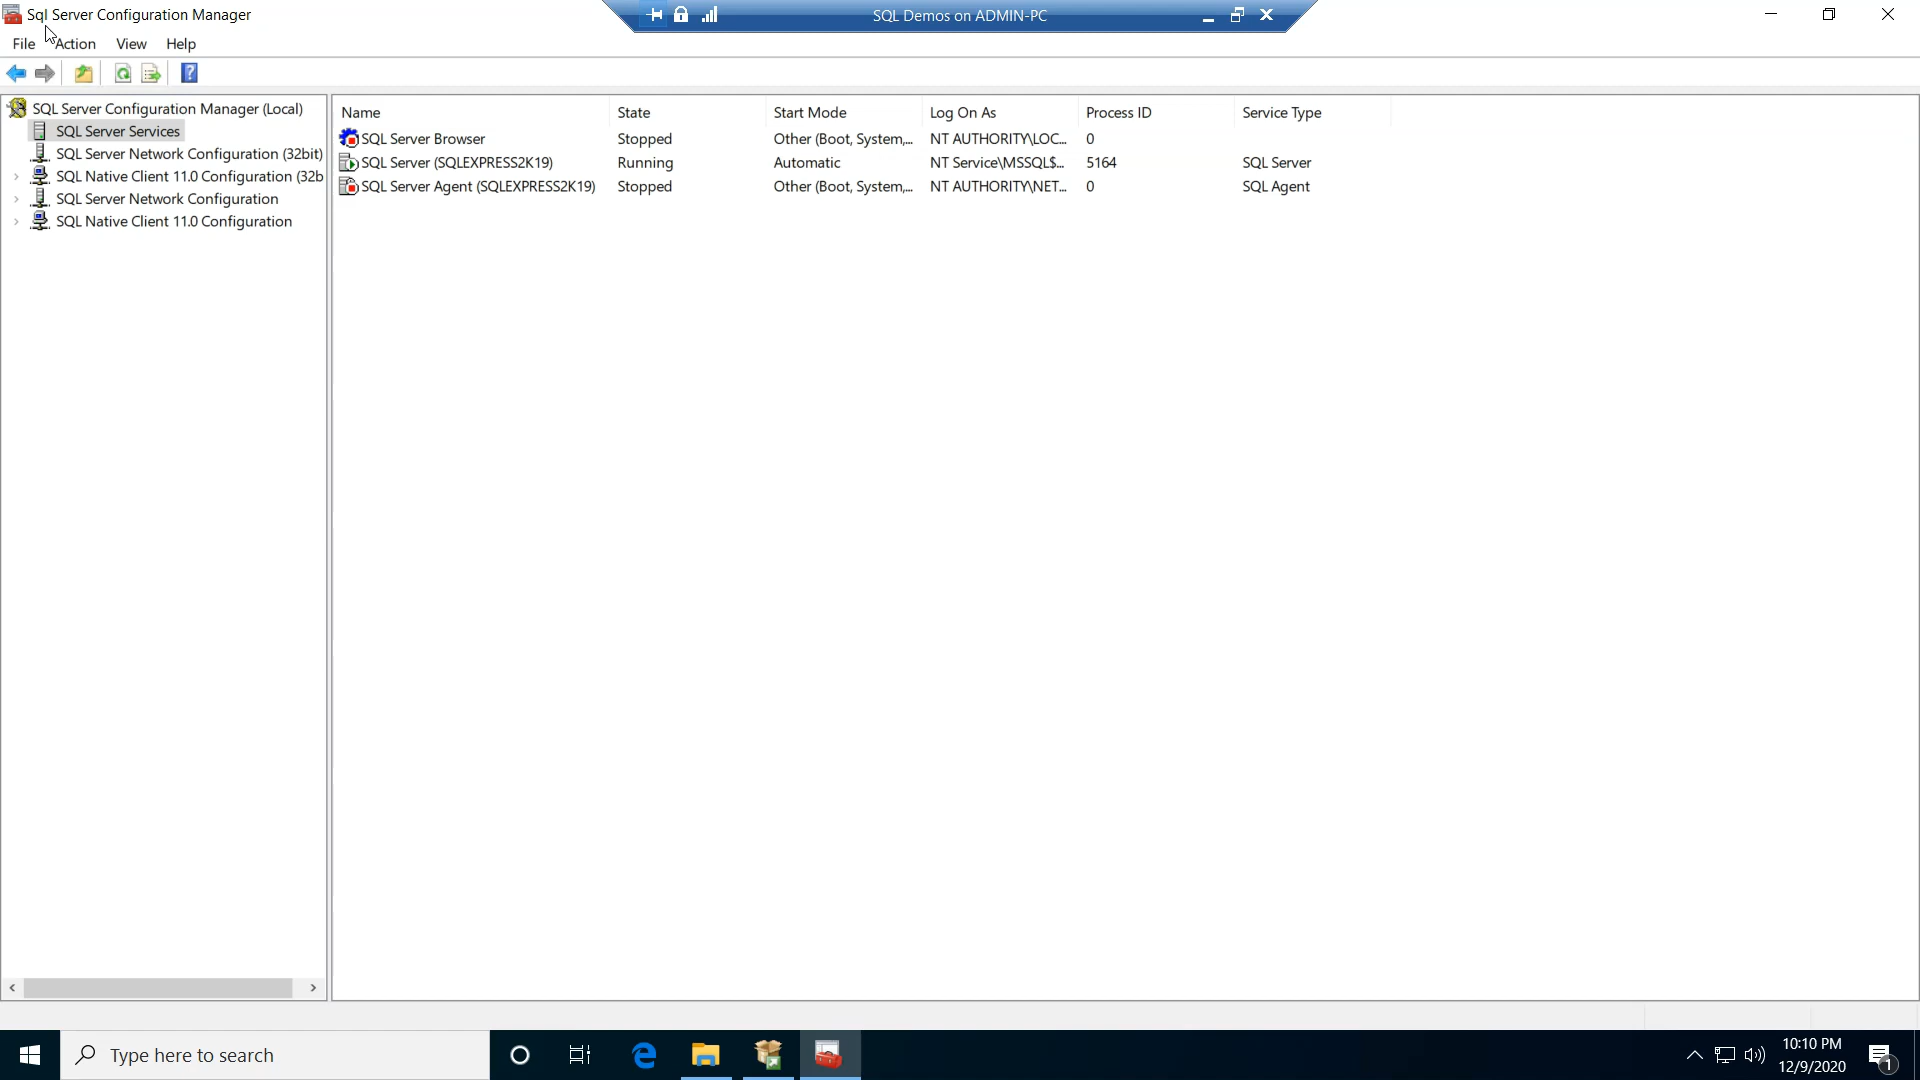 Sql Server Configuration Manager
SQL Demos on ADMIN-PC
File Action View Help
SQL Server Configuration Manager (Local)
SQL Server Services
SQL Server Network Configuration (32bit)
SQL Native Client 11.0 Configuration (32b
SQL Server Network Configuration
SQL Native Client 11.0 Configuration
Name State Start Mode Log On As Process ID Service Type
SQL Server Browser Stopped Other (Boot, System,... NT AUTHORITY\LOC... 0
SQL Server (SQLEXPRESS2K19) Running Automatic NT Service\MSSQL$... 5164 SQL Server
SQL Server Agent (SQLEXPRESS2K19) Stopped Other (Boot, System,... NT AUTHORITY\NET... 0 SQL Agent
Type here to search
10:10 PM
12/9/2020
1